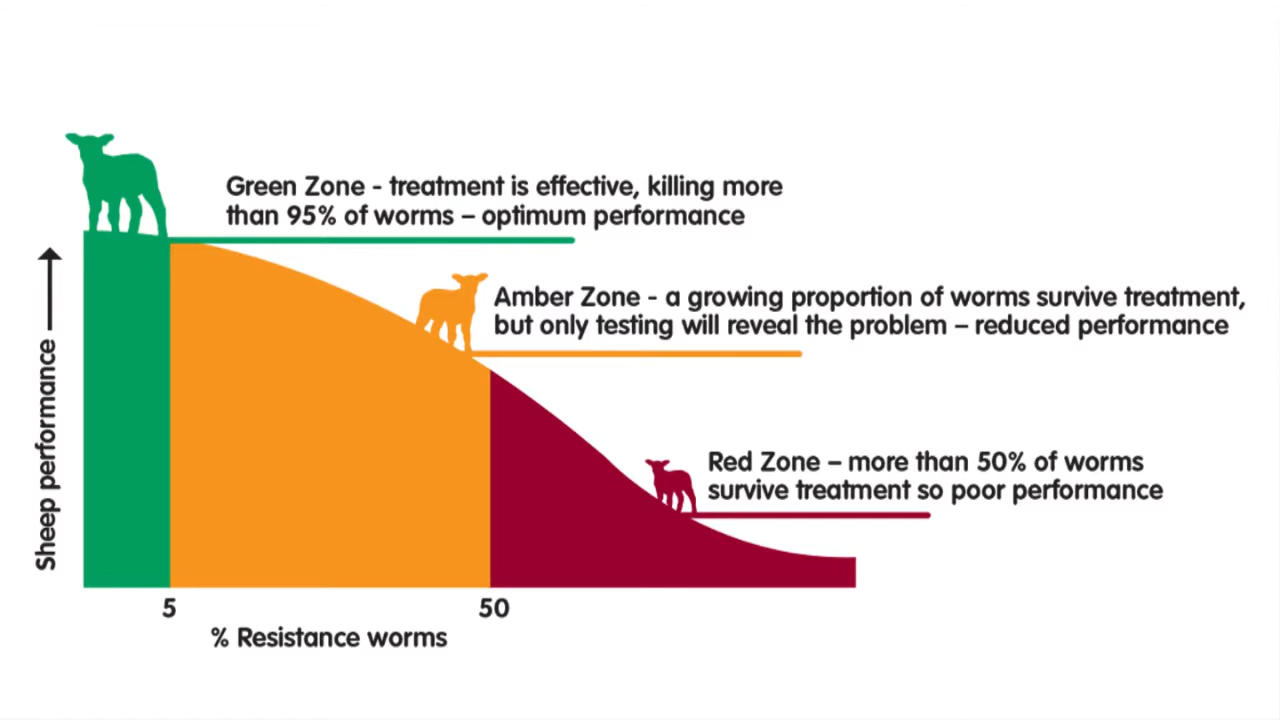 Green Zone - treatment is effective, killing more
than 95% of worms – optimum performance
Amber Zone - a growing proportion of worms survive treatment,
but only testing will reveal the problem – reduced performance
Red Zone – more than 50% of worms
survive treatment so poor performance
Sheep performance
5
50
% Resistance worms